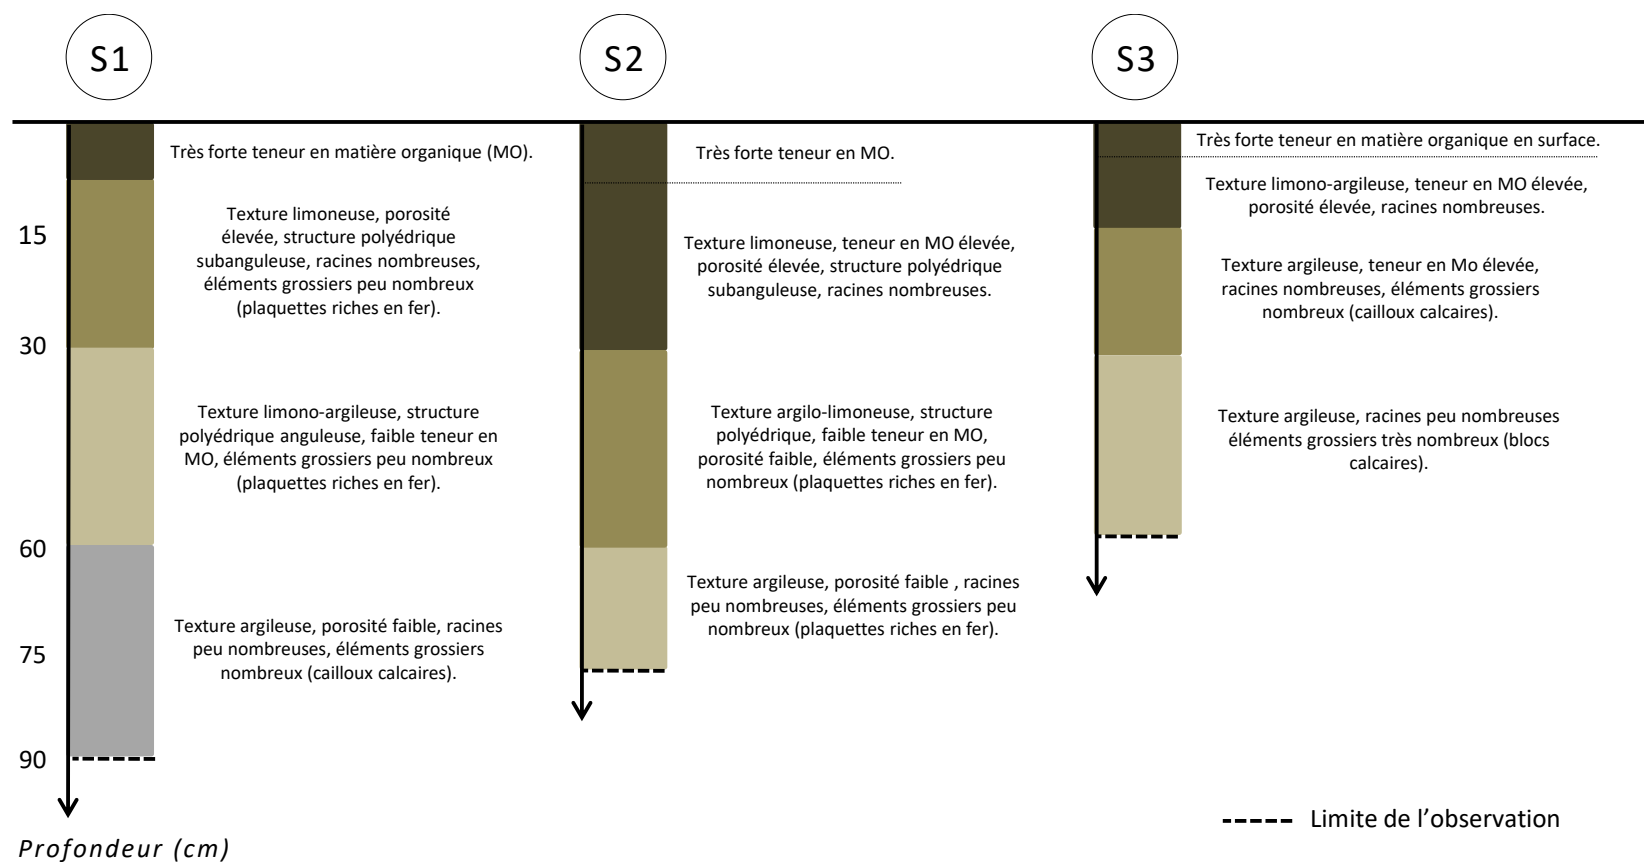 S1
S2
S3
Très forte teneur en matière organique (MO).
Texture limoneuse, porosité
élevée, structure polyédrique
subanguleuse, racines nombreuses,
éléments grossiers peu nombreux
(plaquettes riches en fer).
Texture limono-argileuse, structure
polyédrique anguleuse, faible teneur en
MO, éléments grossiers peu nombreux
(plaquettes riches en fer).
Texture argileuse, porosité faible, racines
peu nombreuses, éléments grossiers
nombreux (cailloux calcaires).
Très forte teneur en MO.
Texture limoneuse, teneur en MO élevée,
porosité élevée, structure polyédrique
subanguleuse, racines nombreuses.
Texture argilo-limoneuse, structure
polyédrique, faible teneur en MO,
porosité faible, éléments grossiers peu
nombreux (plaquettes riches en fer).
Texture argileuse, porosité faible , racines
peu nombreuses, éléments grossiers peu
nombreux (plaquettes riches en fer).
Très forte teneur en matière organique en surface.
Texture limono-argileuse, teneur en MO élevée,
porosité élevée, racines nombreuses.
Texture argileuse, teneur en Mo élevée,
racines nombreuses, éléments grossiers
nombreux (cailloux calcaires).
Texture argileuse, racines peu nombreuses
éléments grossiers très nombreux (blocs
calcaires).
15
30
60
75
90
Profondeur (cm)
Limite de l'observation